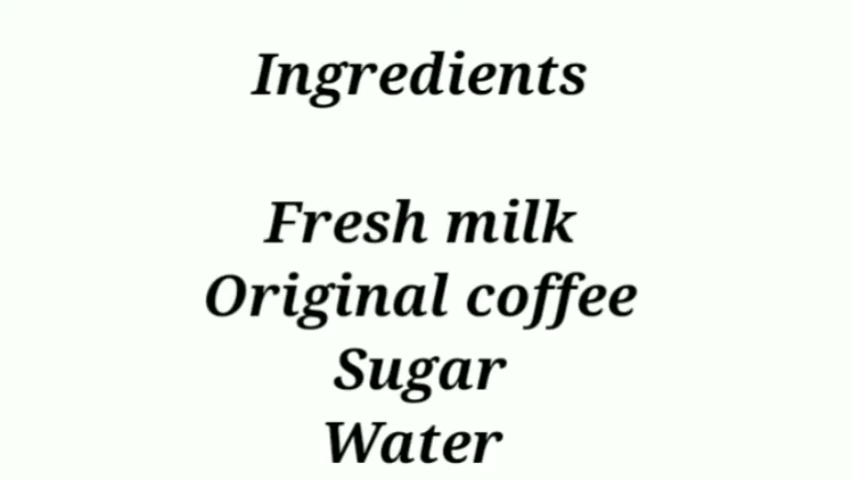 Ingredients
Fresh milk
Original coffee
Sugar
Water